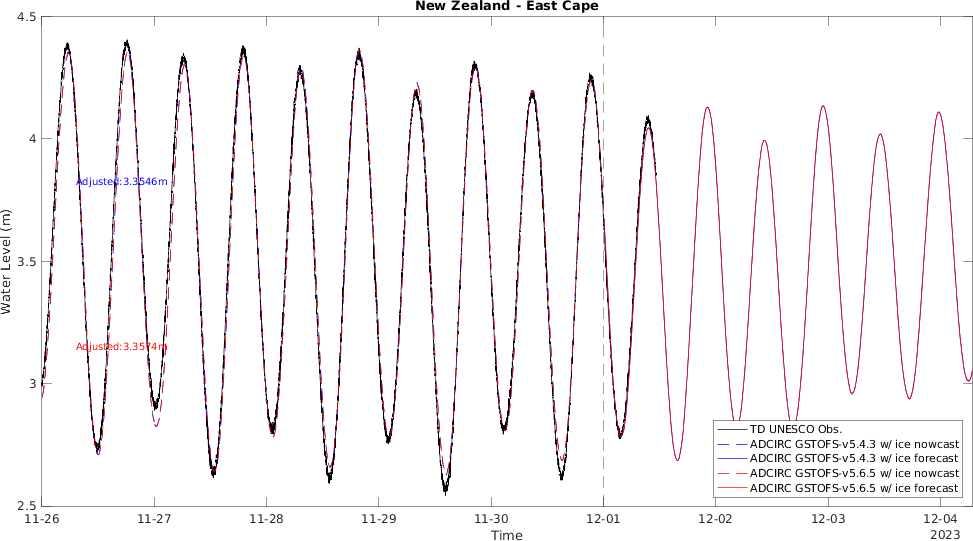 New Zealand - East Cape
4.5
4
3.5
3
2.5
Water Level (m)
Adjusted:3.3546m
Adjusted:3.3574m
TD UNESCO Obs.
ADCIRC GSTOFS-v5.4.3 w/ ice nowcast
ADCIRC GSTOFS-v5.4.3 w/ ice forecast
ADCIRC GSTOFS-v5.6.5 w/ ice nowcast
ADCIRC GSTOFS-v5.6.5 w/ ice forecast
11-26 11-27 11-28 11-29 11-30 12-01 12-02 12-03 12-04
Time
2023